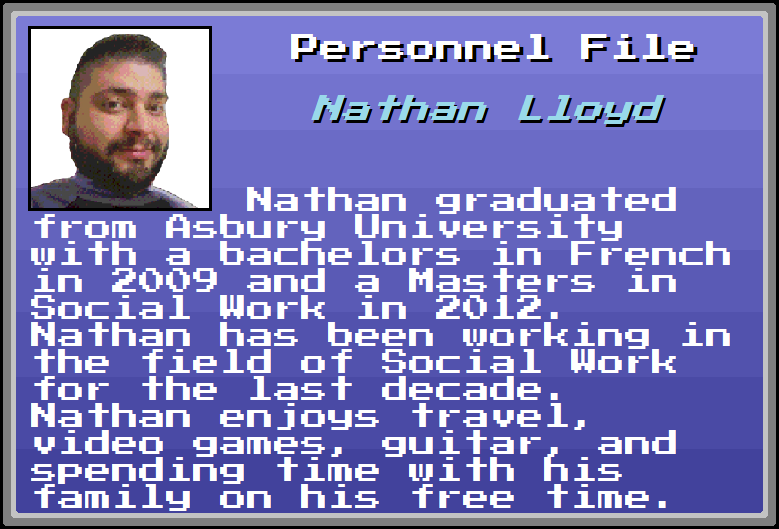 Personnel File
Nathan Lloyd
Nathan graduated
from Asbury University
with a bachelors in French
in 2009 and a Masters in
Social Work in 2012.
Nathan has been working in
the field of Social Work
for the last decade.
Nathan enjoys travel,
video games, guitar, and
spending time with his
family on his free time.